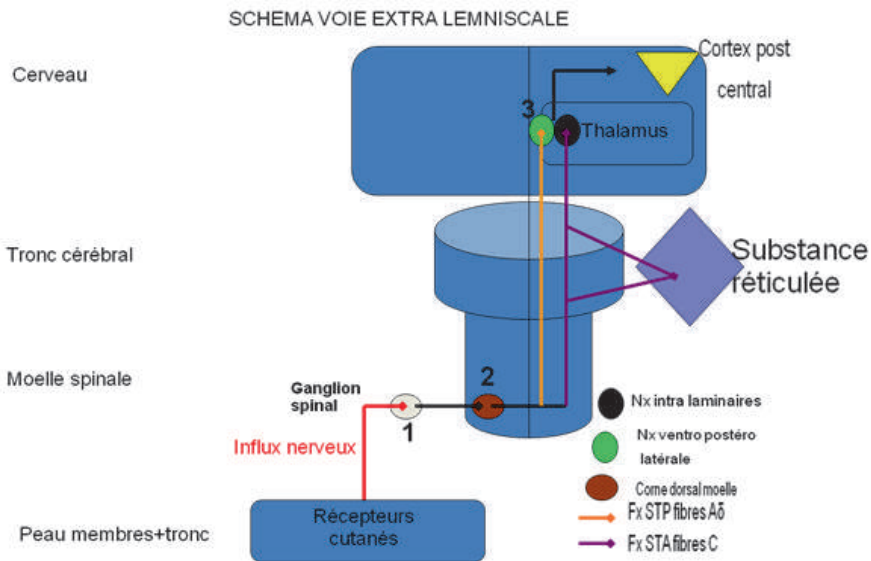 SCHEMA VOIE EXTRA LEMNISCALE
Cerveau
Cortex post
central
3
Thalamus
Tronc cérébral
Substance
réticulée
Moelle spinale
Ganglion
spinal
1
2
Nx intra laminaires
Nx ventro postéro
latérale
Influx nerveux
Corne dorsal moelle
Fx STP fibres Aδ
Fx STA fibres C
Peau membres+tronc
Récepteurs
cutanés